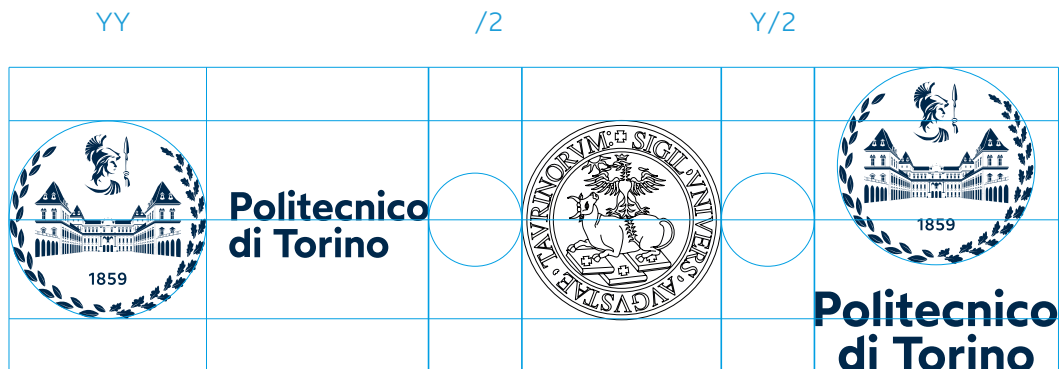 YY
/2
Y/2
1859
Politecnico
di Torino
SIGIL·VNIVERS·AVGVSTAE·TAVRINORVM:
1859
Politecnico
di Torino